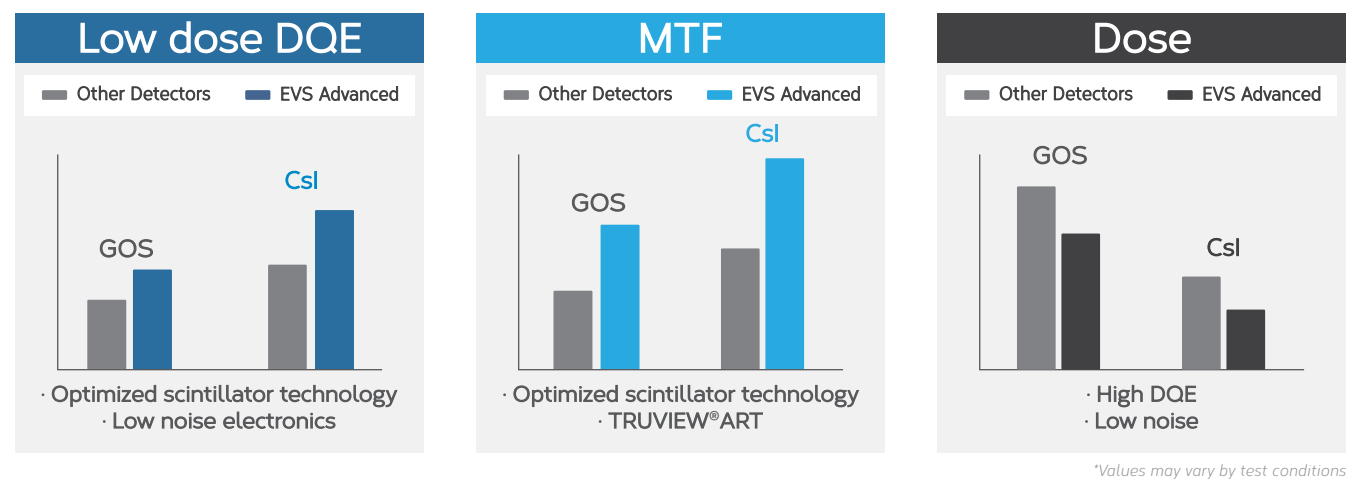 Low dose DQE
Other Detectors
EVS Advanced
GOS
CsI
· Optimized scintillator technology
· Low noise electronics
MTF
Other Detectors
EVS Advanced
GOS
CsI
· Optimized scintillator technology
· TRUVIEW®ART
Dose
Other Detectors
EVS Advanced
GOS
CsI
· High DQE
· Low noise
*Values may vary by test conditions